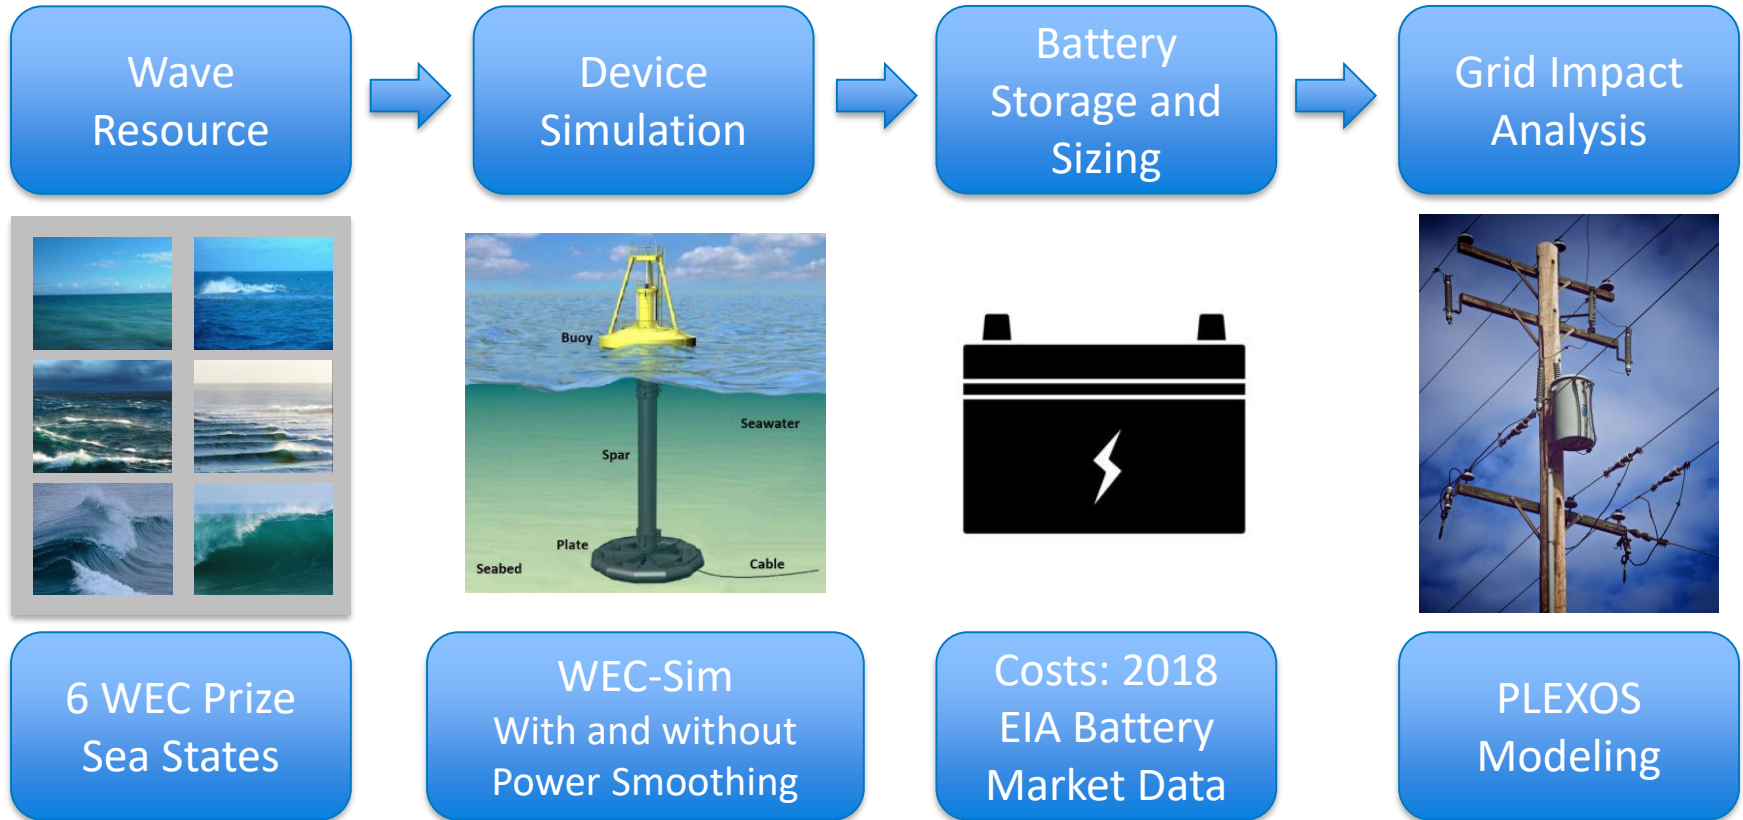 Wave
Resource
Device
Simulation
Battery
Storage and
Sizing
Grid Impact
Analysis
Buoy
Seawater
Spar
Plate
Seabed
Cable
6 WEC Prize
Sea States
WEC-Sim
With and without
Power Smoothing
Costs: 2018
EIA Battery
Market Data
PLEXOS
Modeling